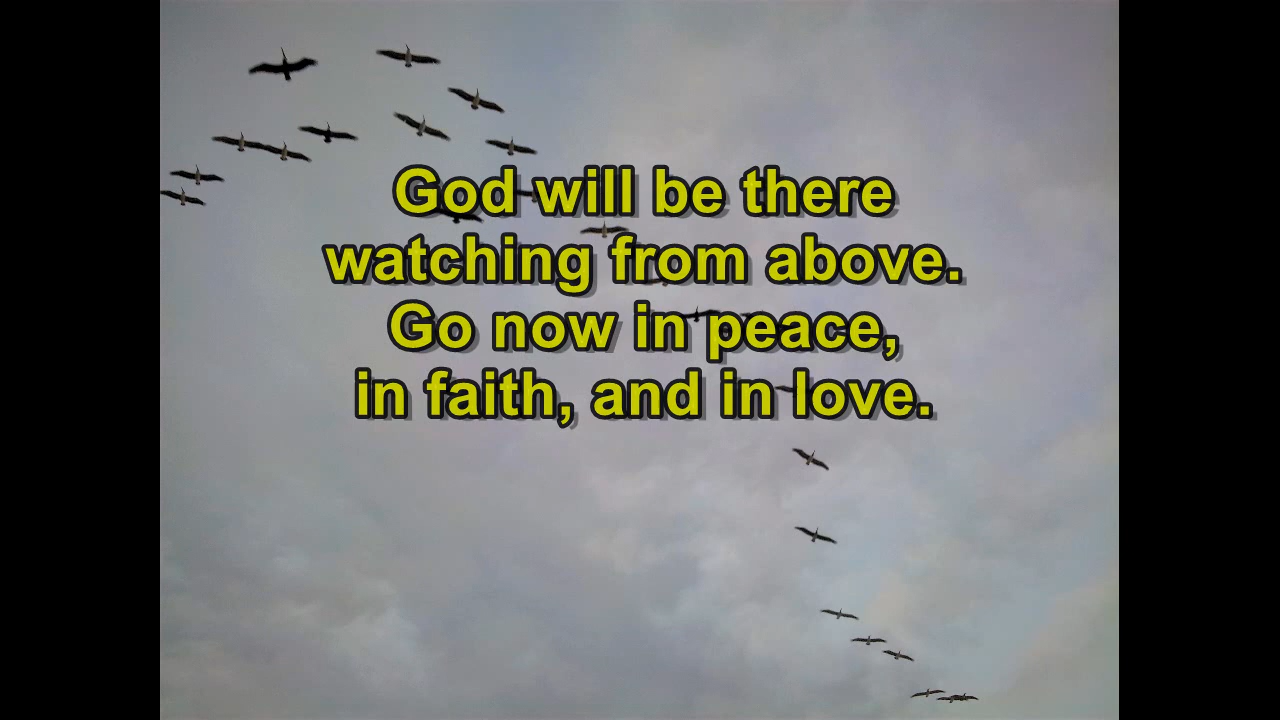 God will be there
watching from above.
Go now in peace,
in faith, and in love.